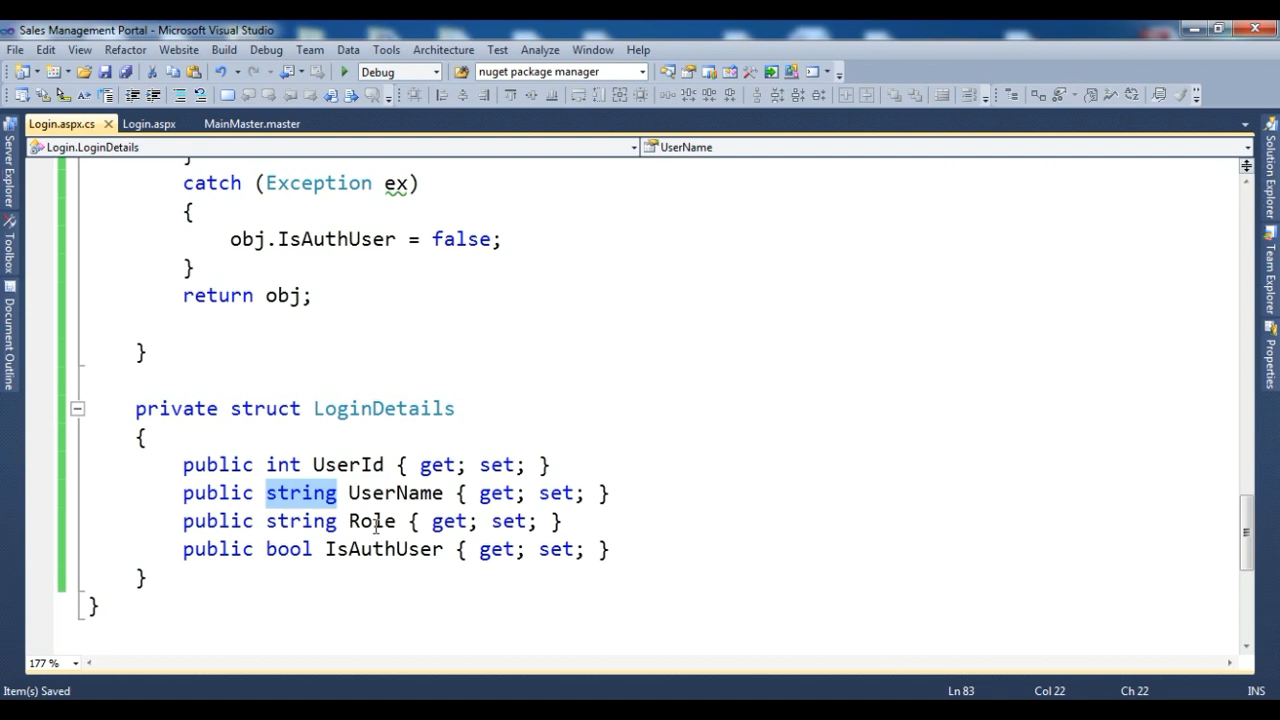 Sales Management Portal - Microsoft Visual Studio
File Edit View Refactor Website Build Debug Team Data Tools Architecture Test Analyze Window Help
Debug nuget package manager
Login.aspx.cs Login.aspx MainMaster.master
Login.LoginDetails UserName
Server Explorer
Toolbox
Document Outline
}
catch (Exception ex)
{
obj.IsAuthUser = false;
}
return obj;
}
private struct LoginDetails
{
public int UserId { get; set; }
public string UserName { get; set; }
public string Role { get; set; }
public bool IsAuthUser { get; set; }
}
}
Solution Explorer
Team Explorer
Properties
177 %
Item(s) Saved Ln 83 Col 22 Ch 22 INS